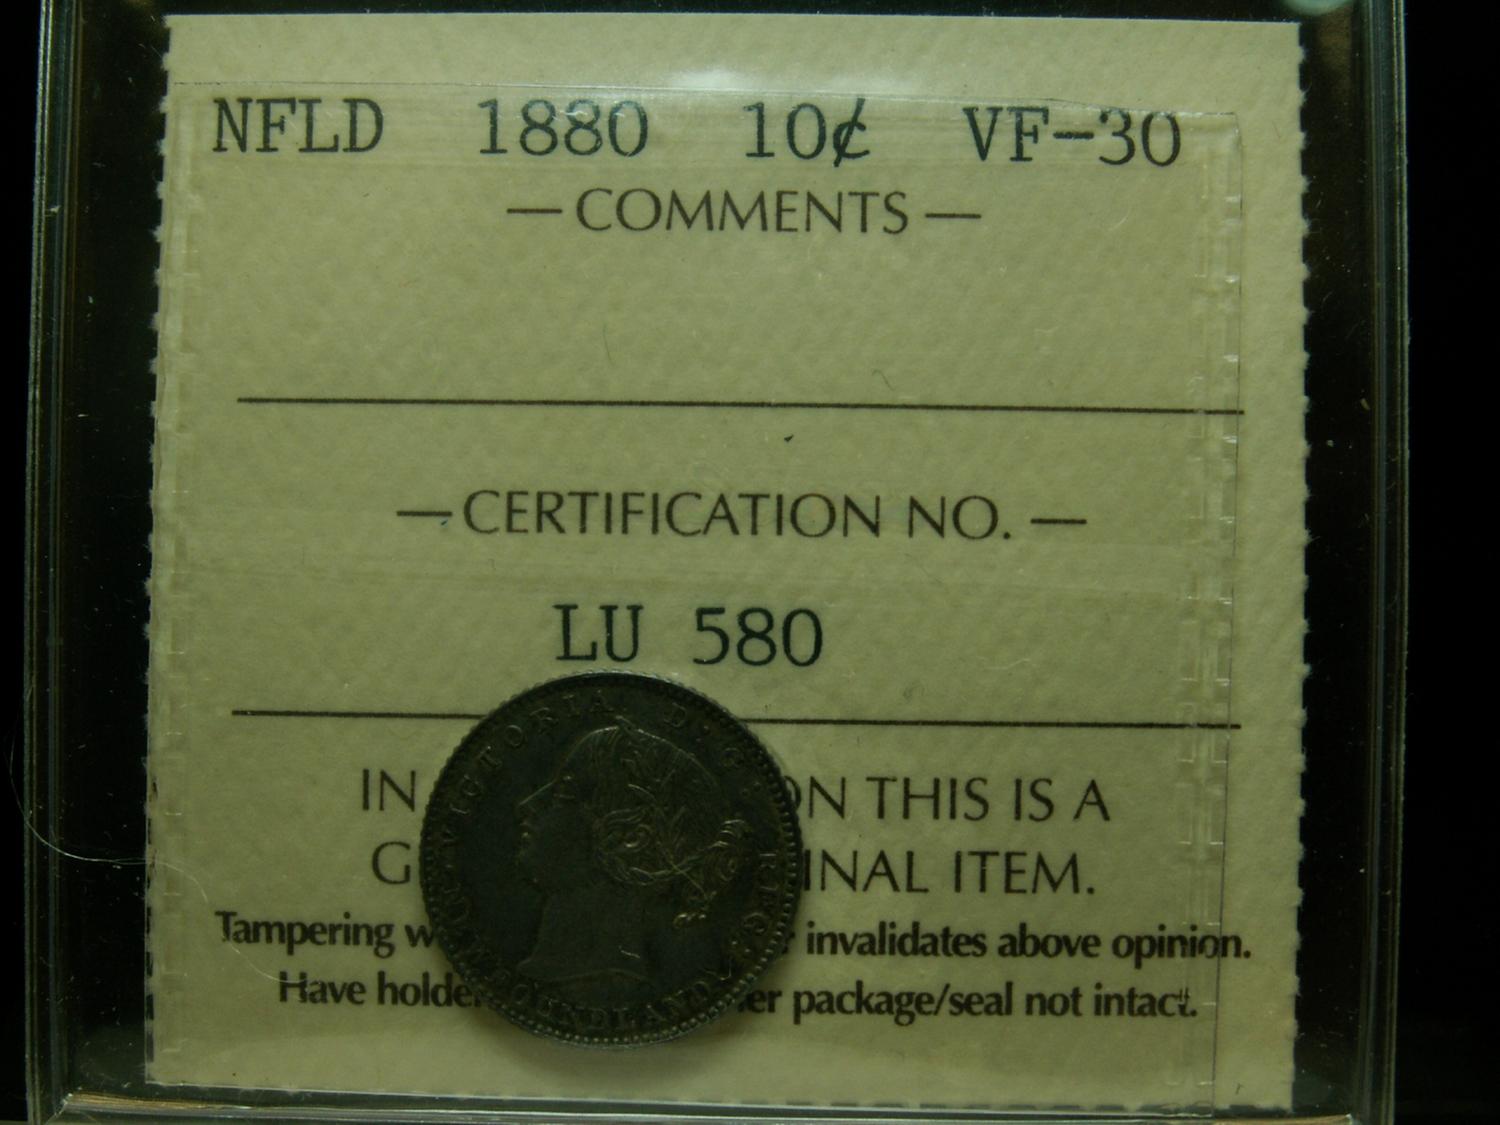 NFLD 1880 10¢ VF-30
— COMMENTS —
— CERTIFICATION NO. —
LU 580
IN ON THIS IS A
G INAL ITEM.
Tampering w r invalidates above opinion.
Have holde er package/seal not intact.
VICTORIA D: G: REG:
NEWFOUNDLAND